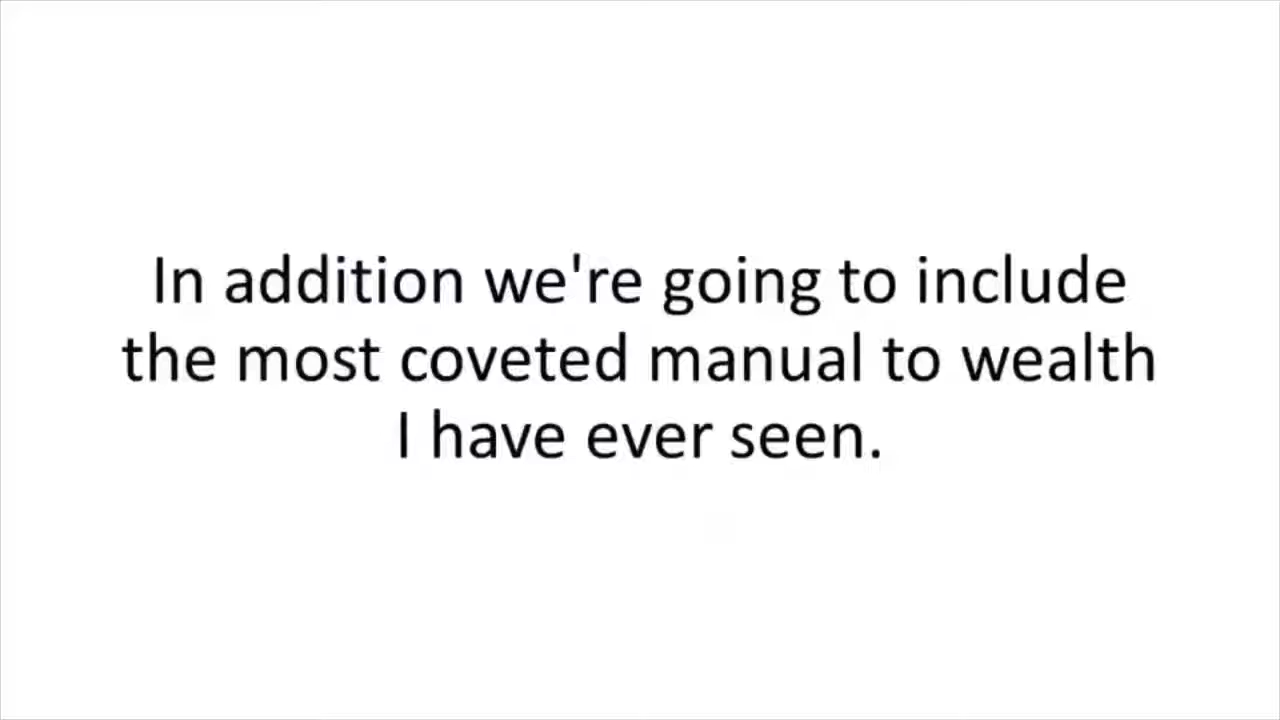 In addition we're going to include
the most coveted manual to wealth
I have ever seen.